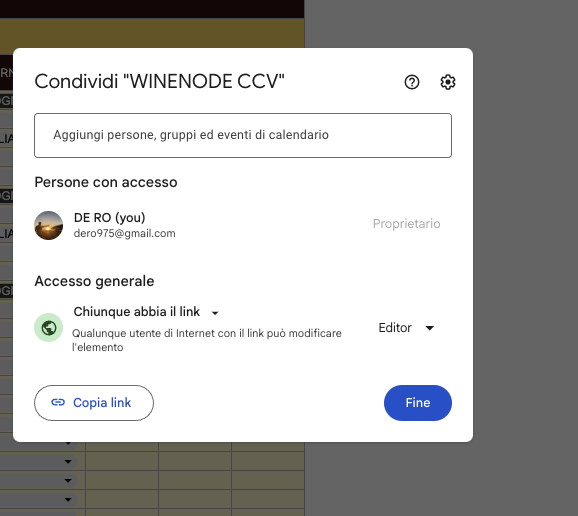 Condividi "WINENODE CCV"
Aggiungi persone, gruppi ed eventi di calendario
Persone con accesso
DE RO (you)
dero975@gmail.com
Proprietario
Accesso generale
Chiunque abbia il link
Qualunque utente di Internet con il link può modificare
l'elemento
Editor
Copia link
Fine